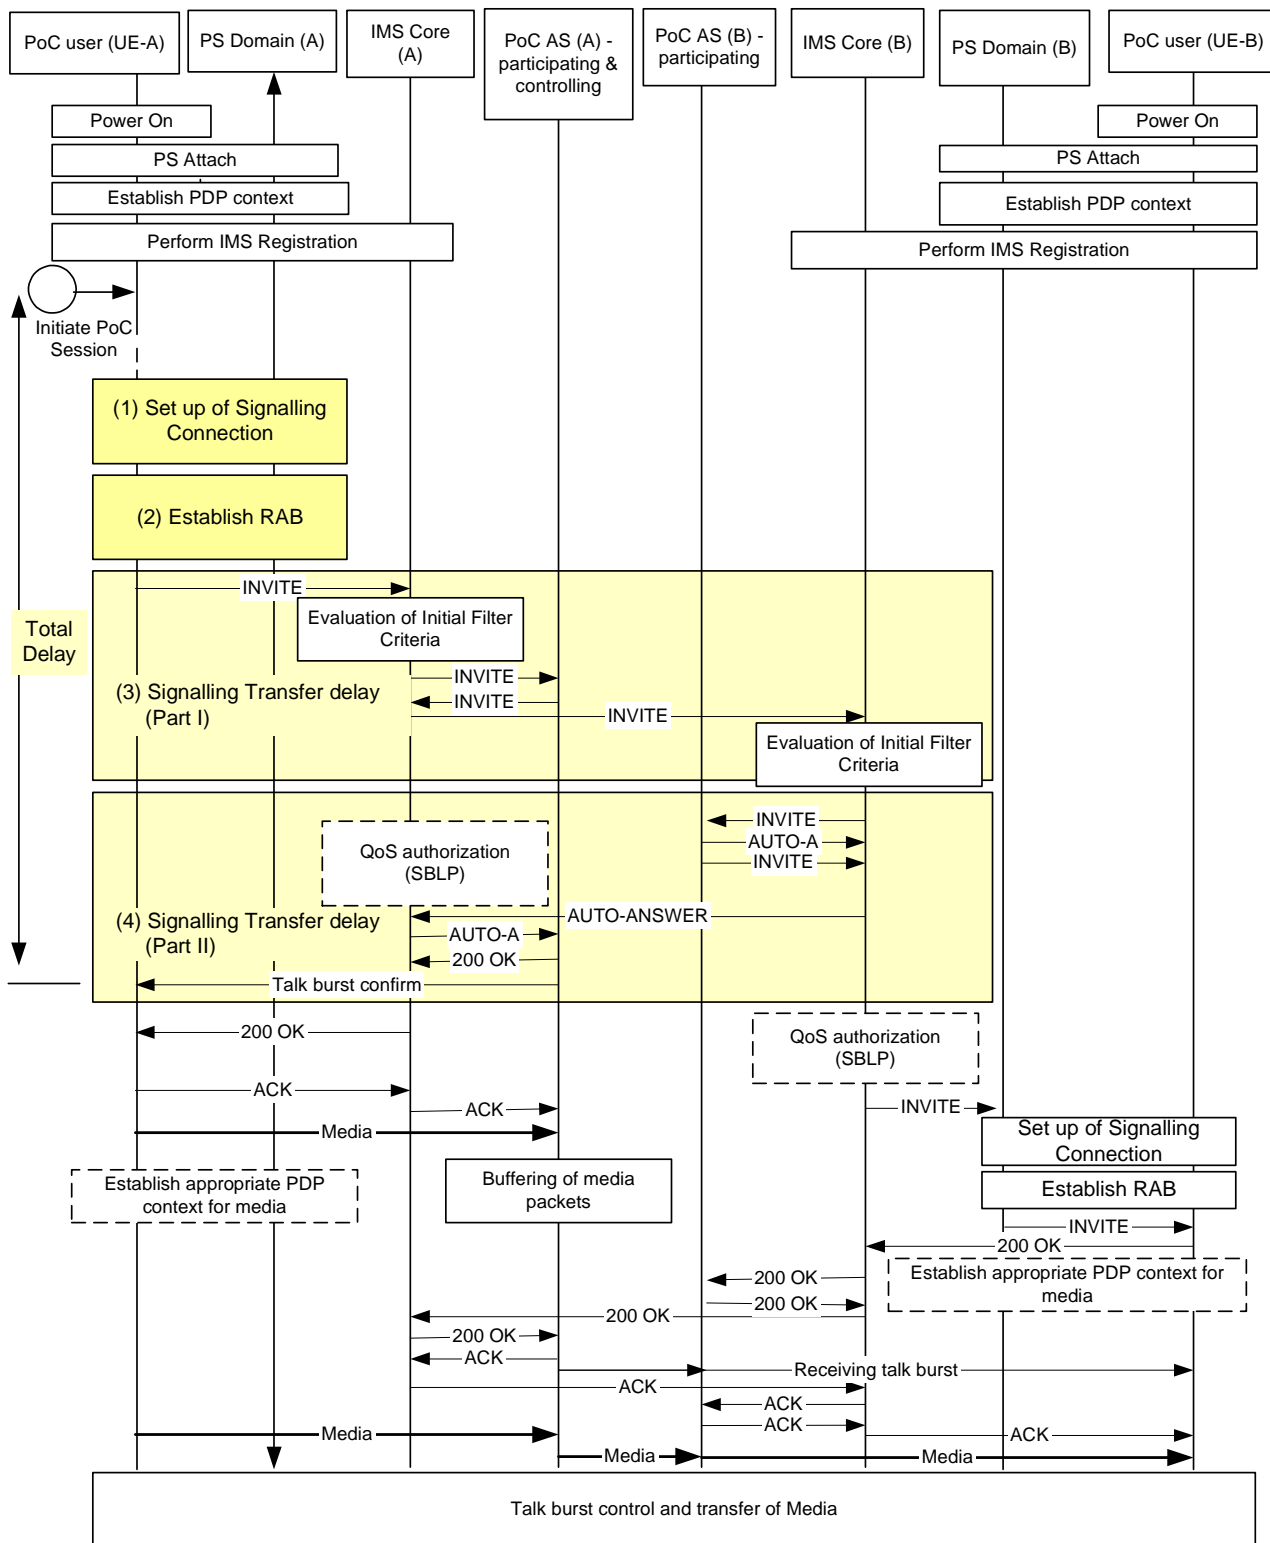 PoC user (UE-A)
PS Domain (A)
IMS Core
(A)
PoC AS (A) -
participating &
controlling
PoC AS (B) -
participating
IMS Core (B)
PS Domain (B)
PoC user (UE-B)
Power On
Power On
PS Attach
PS Attach
Establish PDP context
Establish PDP context
Perform IMS Registration
Perform IMS Registration
Initiate PoC
Session
(1) Set up of Signalling
Connection
(2) Establish RAB
Total
Delay
INVITE
Evaluation of Initial Filter
Criteria
INVITE
(3) Signalling Transfer delay
(Part I)
INVITE
INVITE
Evaluation of Initial Filter
Criteria
INVITE
AUTO-A
INVITE
QoS authorization
(SBLP)
AUTO-ANSWER
(4) Signalling Transfer delay
(Part II)
AUTO-A
200 OK
Talk burst confirm
200 OK
QoS authorization
(SBLP)
ACK
ACK
INVITE
Media
Set up of Signalling
Connection
Establish appropriate PDP
context for media
Buffering of media
packets
Establish RAB
INVITE
200 OK
Establish appropriate PDP context for
media
200 OK
200 OK
200 OK
200 OK
ACK
Receiving talk burst
ACK
ACK
ACK
ACK
Media
Media
Media
Talk burst control and transfer of Media